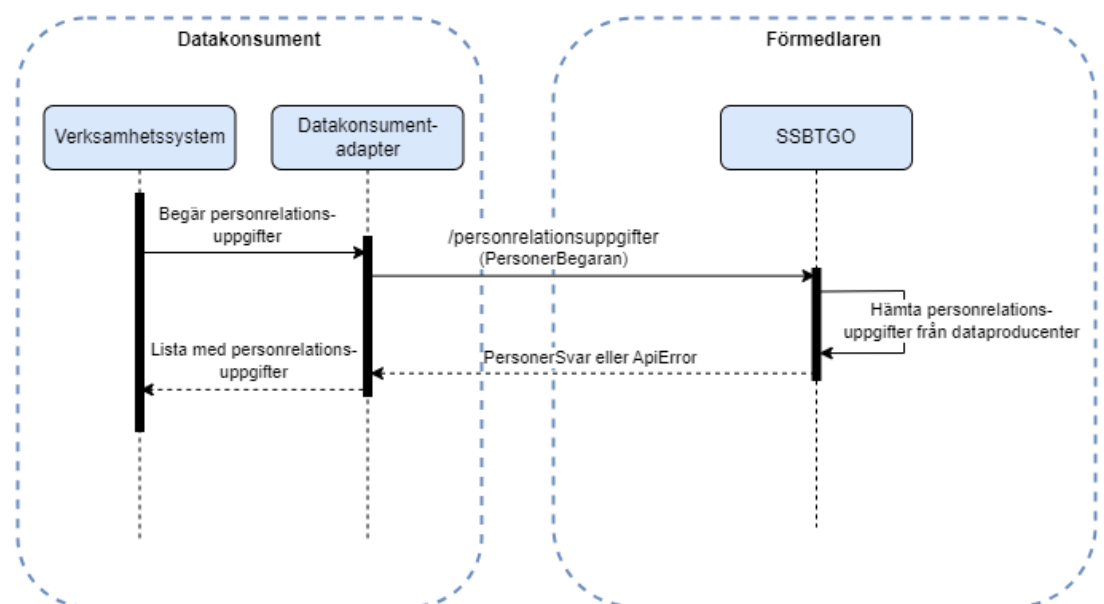 Datakonsument
Förmedlaren
Verksamhetssystem
Datakonsument-
adapter
SSBTGO
Begär personrelations-
uppgifter
/personrelationsuppgifter
(PersonerBegaran)
Hämta personrelations-
uppgifter från dataproducenter
PersonerSvar eller ApiError
Lista med personrelations-
uppgifter